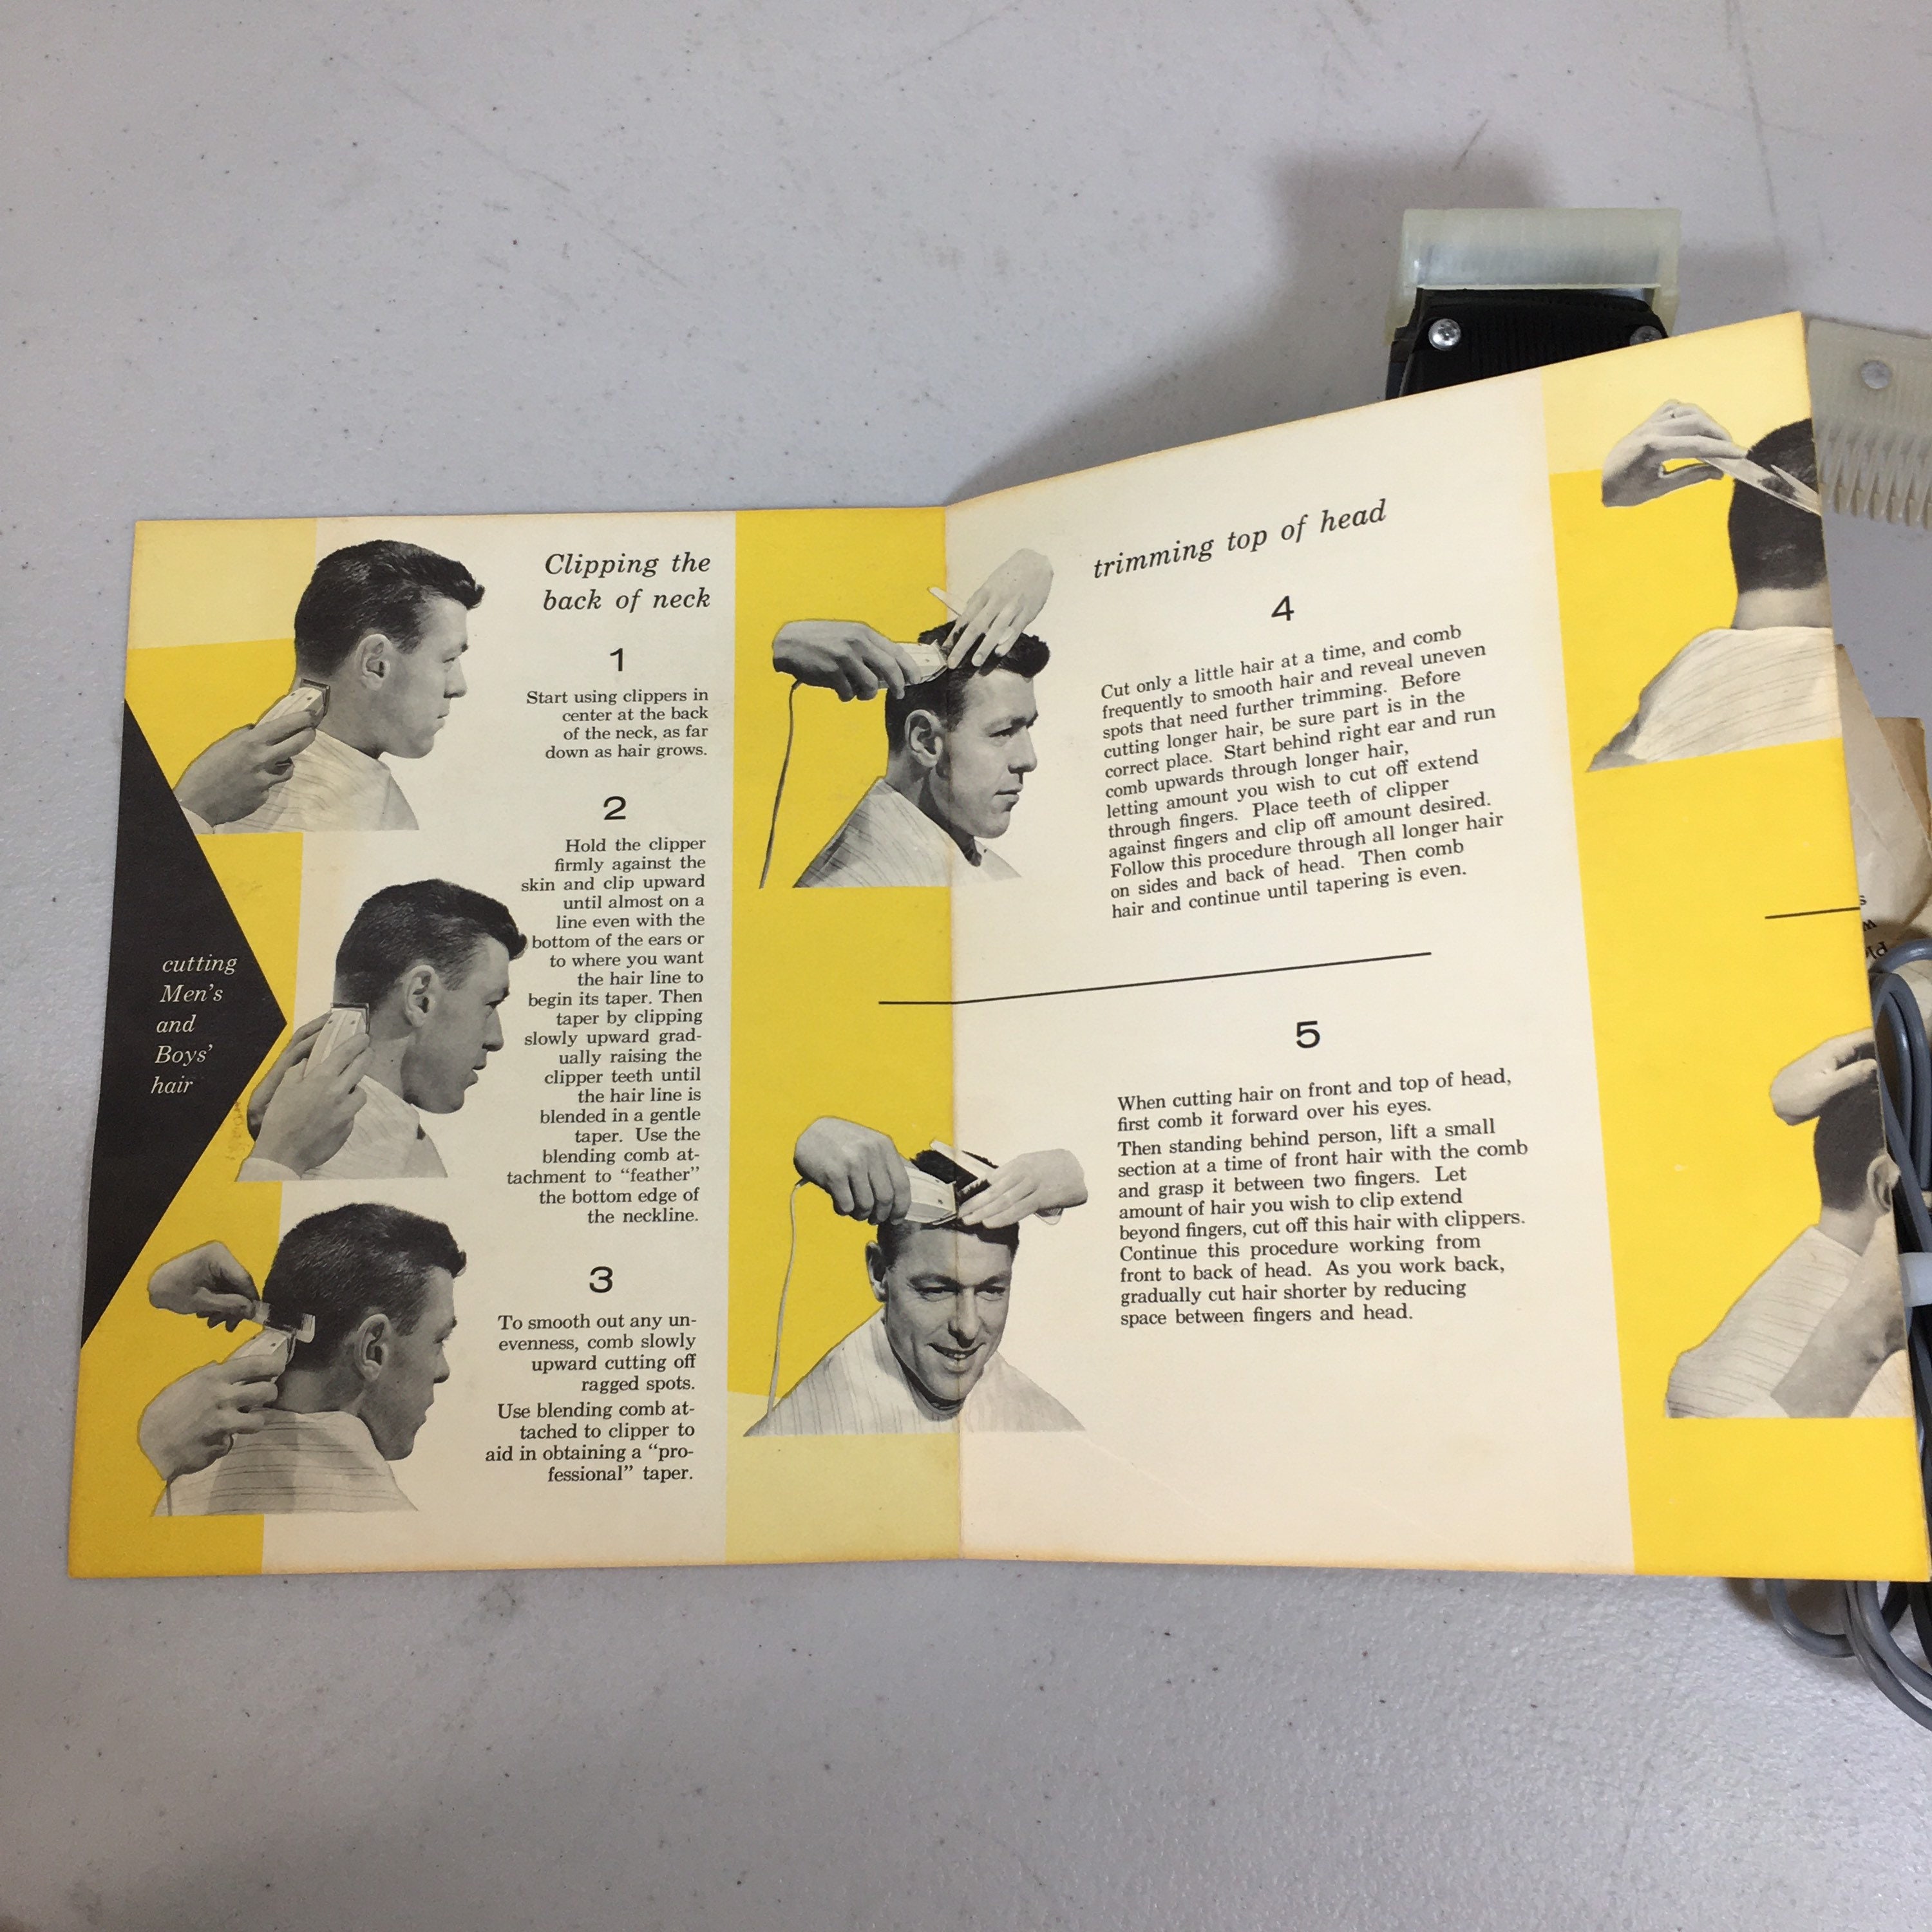 cutting
Men's
and
Boys'
hair
Clipping the
back of neck
1
Start using clippers in
center at the back
of the neck, as far
down as hair grows.
2
Hold the clipper
firmly against the
skin and clip upward
until almost on a
line even with the
bottom of the ears or
to where you want
the hair line to
begin its taper. Then
taper by clipping
slowly upward grad-
ually raising the
clipper teeth until
the hair line is
blended in a gentle
taper. Use the
blending comb at-
tachment to "feather"
the bottom edge of
the neckline.
3
To smooth out any un-
evenness, comb slowly
upward cutting off
ragged spots.
Use blending comb at-
tached to clipper to
aid in obtaining a "pro-
fessional" taper.
trimming top of head
4
Cut only a little hair at a time, and comb
frequently to smooth hair and reveal uneven
spots that need further trimming. Before
cutting longer hair, be sure part is in the
correct place. Start behind right ear and run
comb upwards through longer hair,
letting amount you wish to cut off extend
through fingers. Place teeth of clipper
against fingers and clip off amount desired.
Follow this procedure through all longer hair
on sides and back of head. Then comb
hair and continue until tapering is even.
5
When cutting hair on front and top of head,
first comb it forward over his eyes.
Then standing behind person, lift a small
section at a time of front hair with the comb
and grasp it between two fingers. Let
amount of hair you wish to clip extend
beyond fingers, cut off this hair with clippers.
Continue this procedure working from
front to back of head. As you work back,
gradually cut hair shorter by reducing
space between fingers and head.